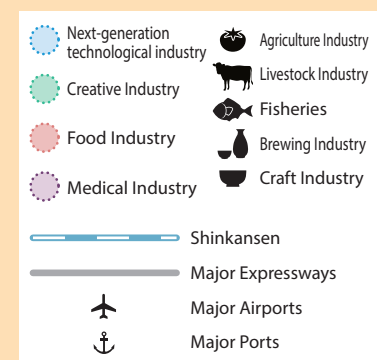 Next-generation
technological industry
Creative Industry
Food Industry
Medical Industry
Agriculture Industry
Livestock Industry
Fisheries
Brewing Industry
Craft Industry
Shinkansen
Major Expressways
Major Airports
Major Ports